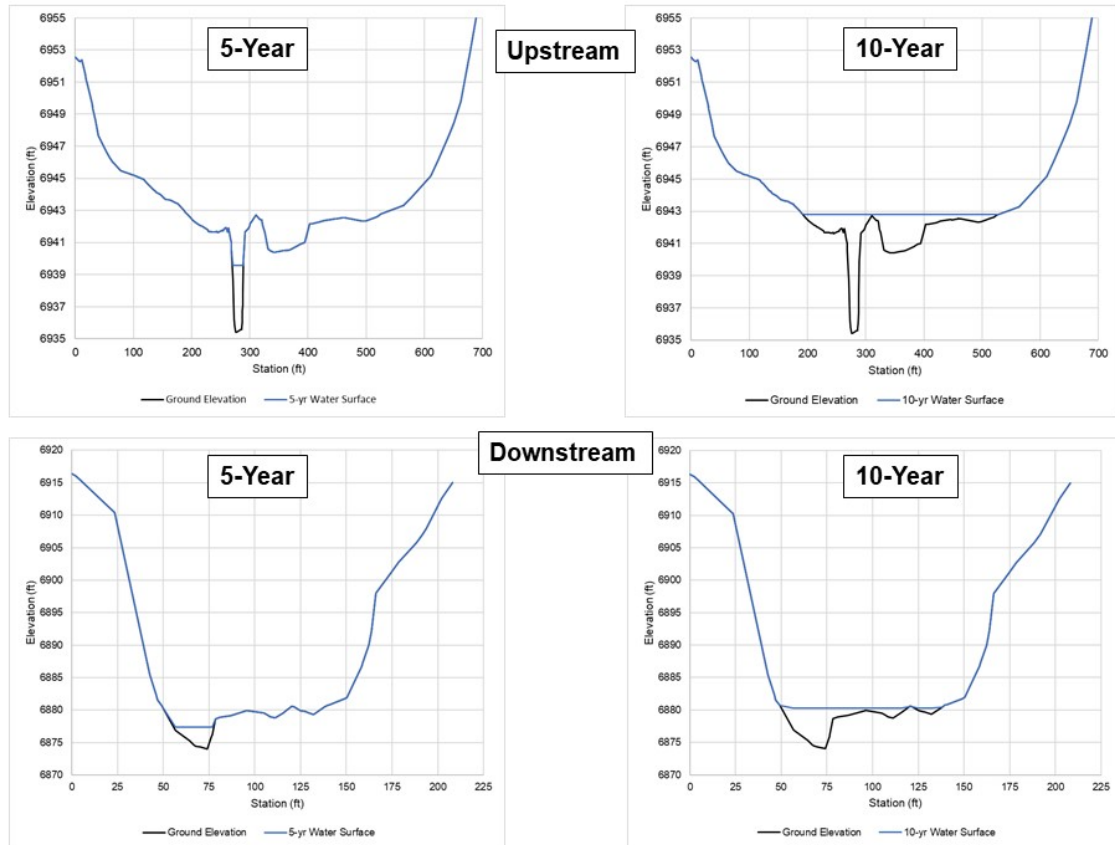 5-Year
Upstream
10-Year
6955
6953
6951
6949
6947
6945
6943
6941
6939
6937
6935
Elevation (ft)
0 100 200 300 400 500 600 700
Station (ft)
Ground Elevation 5-yr Water Surface
6955
6953
6951
6949
6947
6945
6943
6941
6939
6937
6935
Elevation (ft)
0 100 200 300 400 500 600 700
Station (ft)
Ground Elevation 10-yr Water Surface
Downstream
5-Year
10-Year
6920
6915
6910
6905
6900
6895
6890
6885
6880
6875
6870
Elevation (ft)
0 25 50 75 100 125 150 175 200 225
Station (ft)
Ground Elevation 5-yr Water Surface
6920
6915
6910
6905
6900
6895
6890
6885
6880
6875
6870
Elevation (ft)
0 25 50 75 100 125 150 175 200 225
Station (ft)
Ground Elevation 10-yr Water Surface